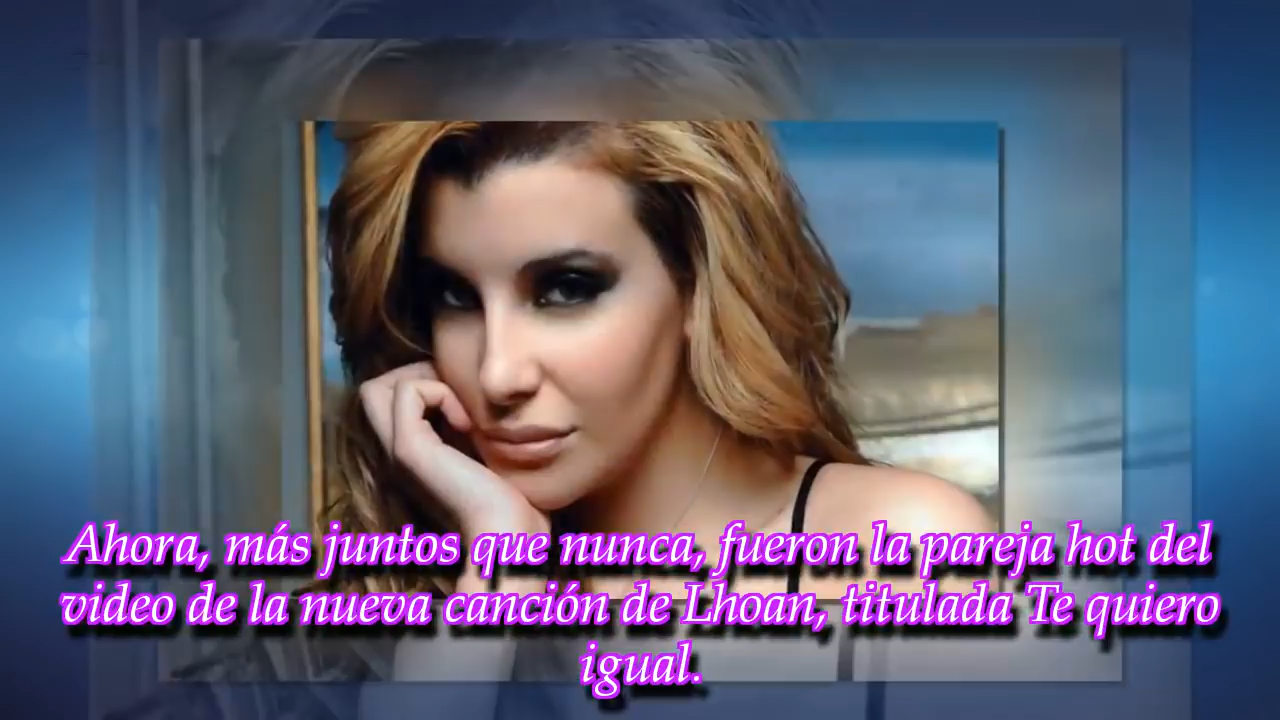 Ahora, más juntos que nunca, fueron la pareja hot del
video de la nueva canción de Lhoan, titulada Te quiero
igual.